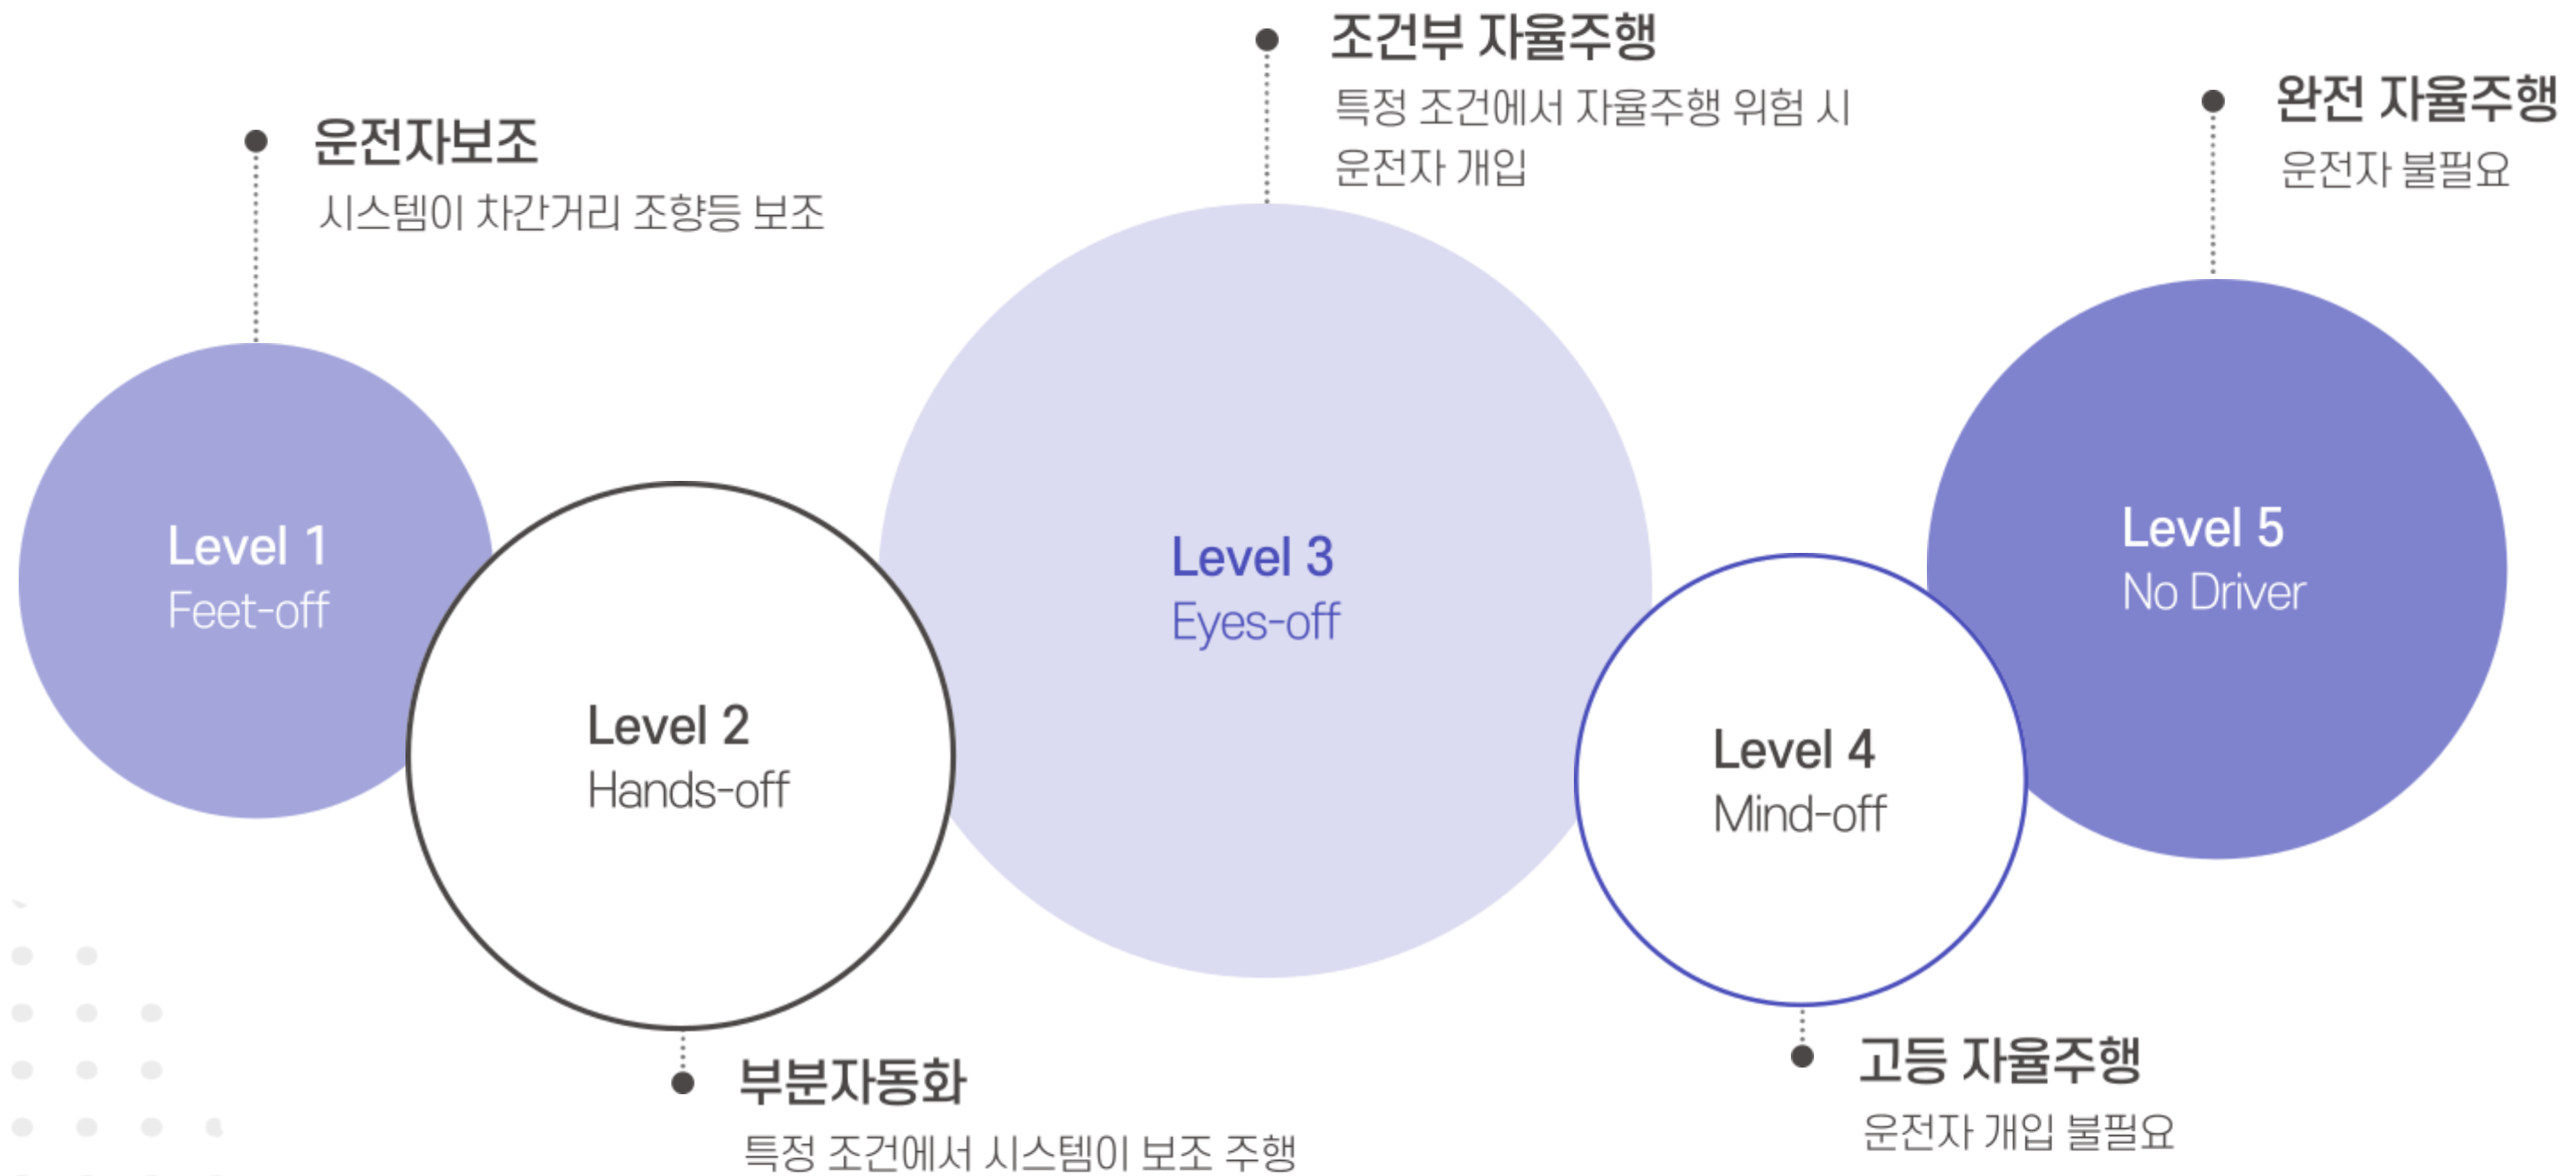 운전자보조
시스템이 차간거리 조향등 보조
Level 1
Feet-off
Level 2
Hands-off
부분자동화
특정 조건에서 시스템이 보조 주행
조건부 자율주행
특정 조건에서 자율주행 위험 시
운전자 개입
Level 3
Eyes-off
Level 4
Mind-off
고등 자율주행
운전자 개입 불필요
완전 자율주행
운전자 불필요
Level 5
No Driver